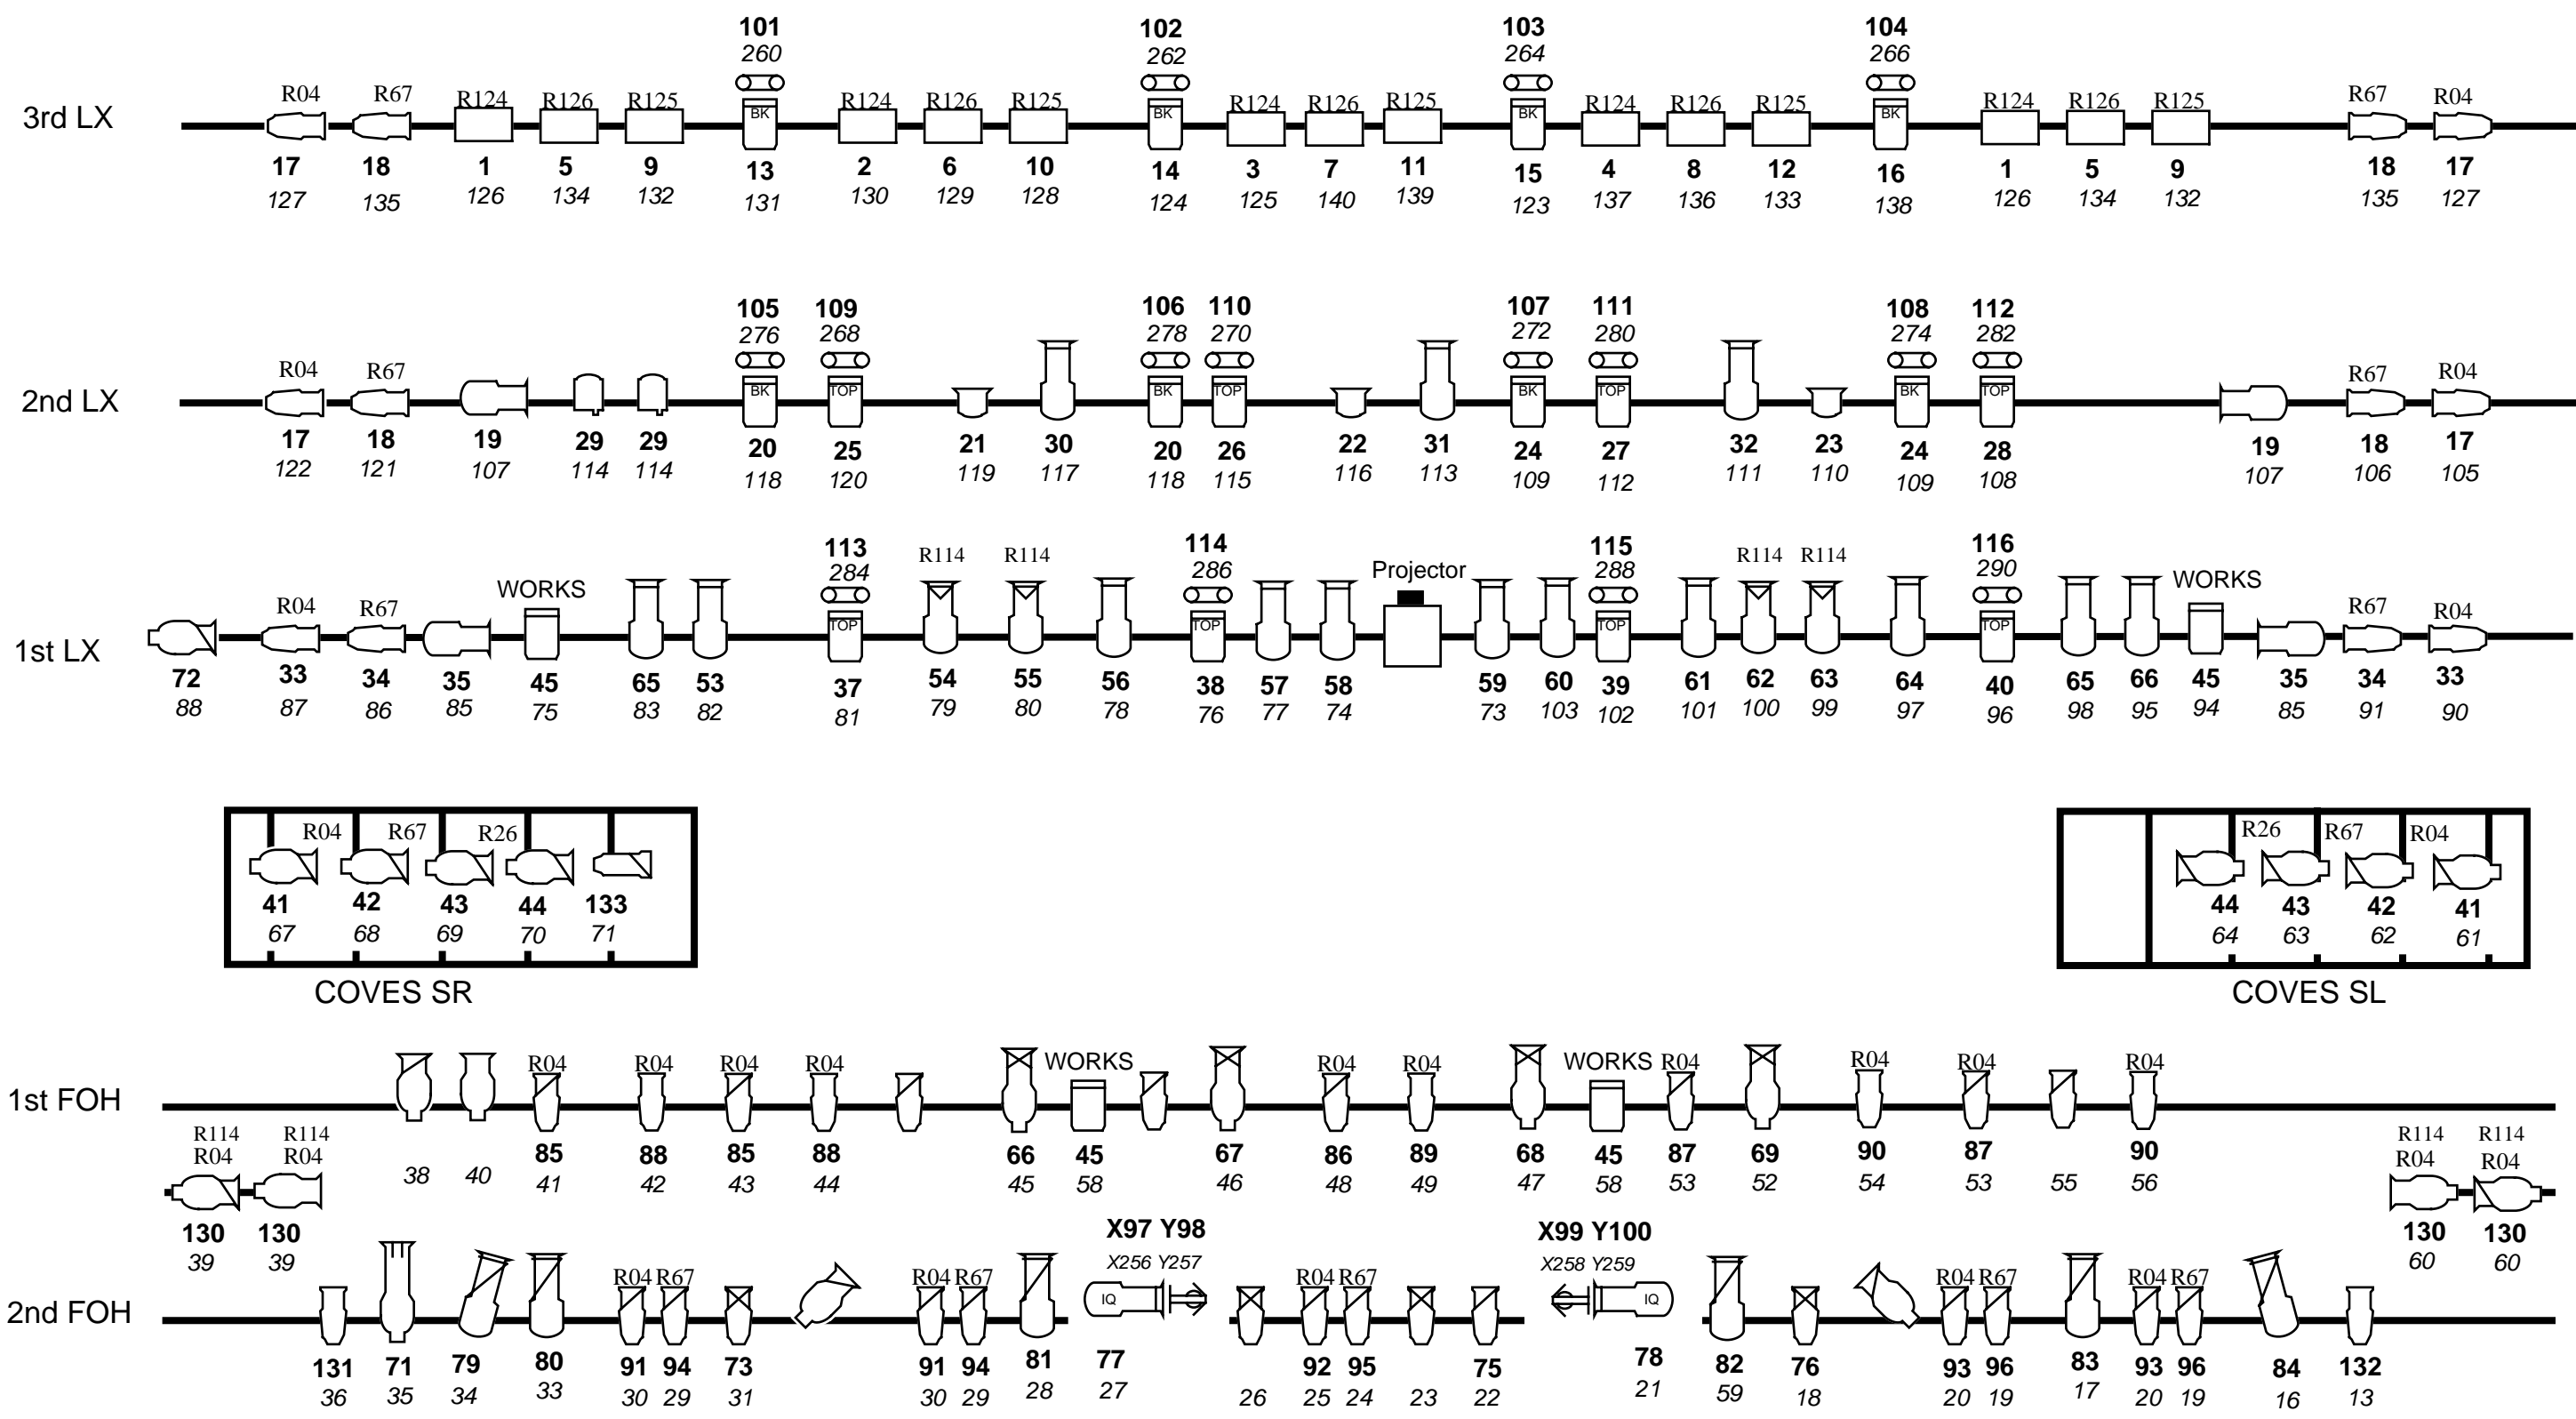 101 102 103 104
260 262 264 266
R04 R67 R124 R126 R125 R124 R126 R125 R124 R126 R125 R124 R126 R125 R124 R126 R125 R67 R04
BK BK BK BK
3rd LX
17 18 1 5 9 13 2 6 10 14 3 7 11 15 4 8 12 16 1 5 9 18 17
127 135 126 134 132 131 130 129 128 124 125 140 139 123 137 136 133 138 126 134 132 135 127
105 109 106 110 107 111 108 112
276 268 278 270 272 280 274 282
R04 R67 R67 R04
BK TOP BK TOP BK TOP BK TOP
2nd LX
17 18 19 29 29 20 25 21 30 20 26 22 31 24 27 32 23 24 28 19 18 17
122 121 107 114 114 118 120 119 117 118 115 116 113 109 112 111 110 109 108 107 106 105
113 114 115 116
284 286 288 290
R114 R114 Projector R114 R114
WORKS WORKS
R04 R67 R67 R04
TOP TOP TOP TOP
1st LX
72 33 34 35 45 65 53 37 54 55 56 38 57 58 59 60 39 61 62 63 64 40 65 66 45 35 34 33
88 87 86 85 75 83 82 81 79 80 78 76 77 74 73 103 102 101 100 99 97 96 98 95 94 85 91 90
R04 R67 R26
41 42 43 44 133
67 68 69 70 71
COVES SR
R26 R67 R04
44 43 42 41
64 63 62 61
COVES SL
R04 R04 R04 R04 WORKS R04 R04 WORKS R04 R04 R04 R04
1st FOH
85 88 85 88 66 45 67 86 89 68 45 87 69 90 87 90
38 40 41 42 43 44 45 58 46 48 49 47 58 53 52 54 53 55 56
R114 R114
R04 R04
130 130
39 39
R114 R114
R04 R04
130 130
60 60
X97 Y98 X99 Y100
X256 Y257 X258 Y259
R04 R67 R04 R67 R04 R67 R04 R67 R04 R67
IQ IQ
2nd FOH
131 71 79 80 91 94 73 91 94 81 77 92 95 75 78 82 76 93 96 83 93 96 84 132
36 35 34 33 30 29 31 30 29 28 27 26 25 24 23 22 21 59 18 20 19 17 20 19 16 13